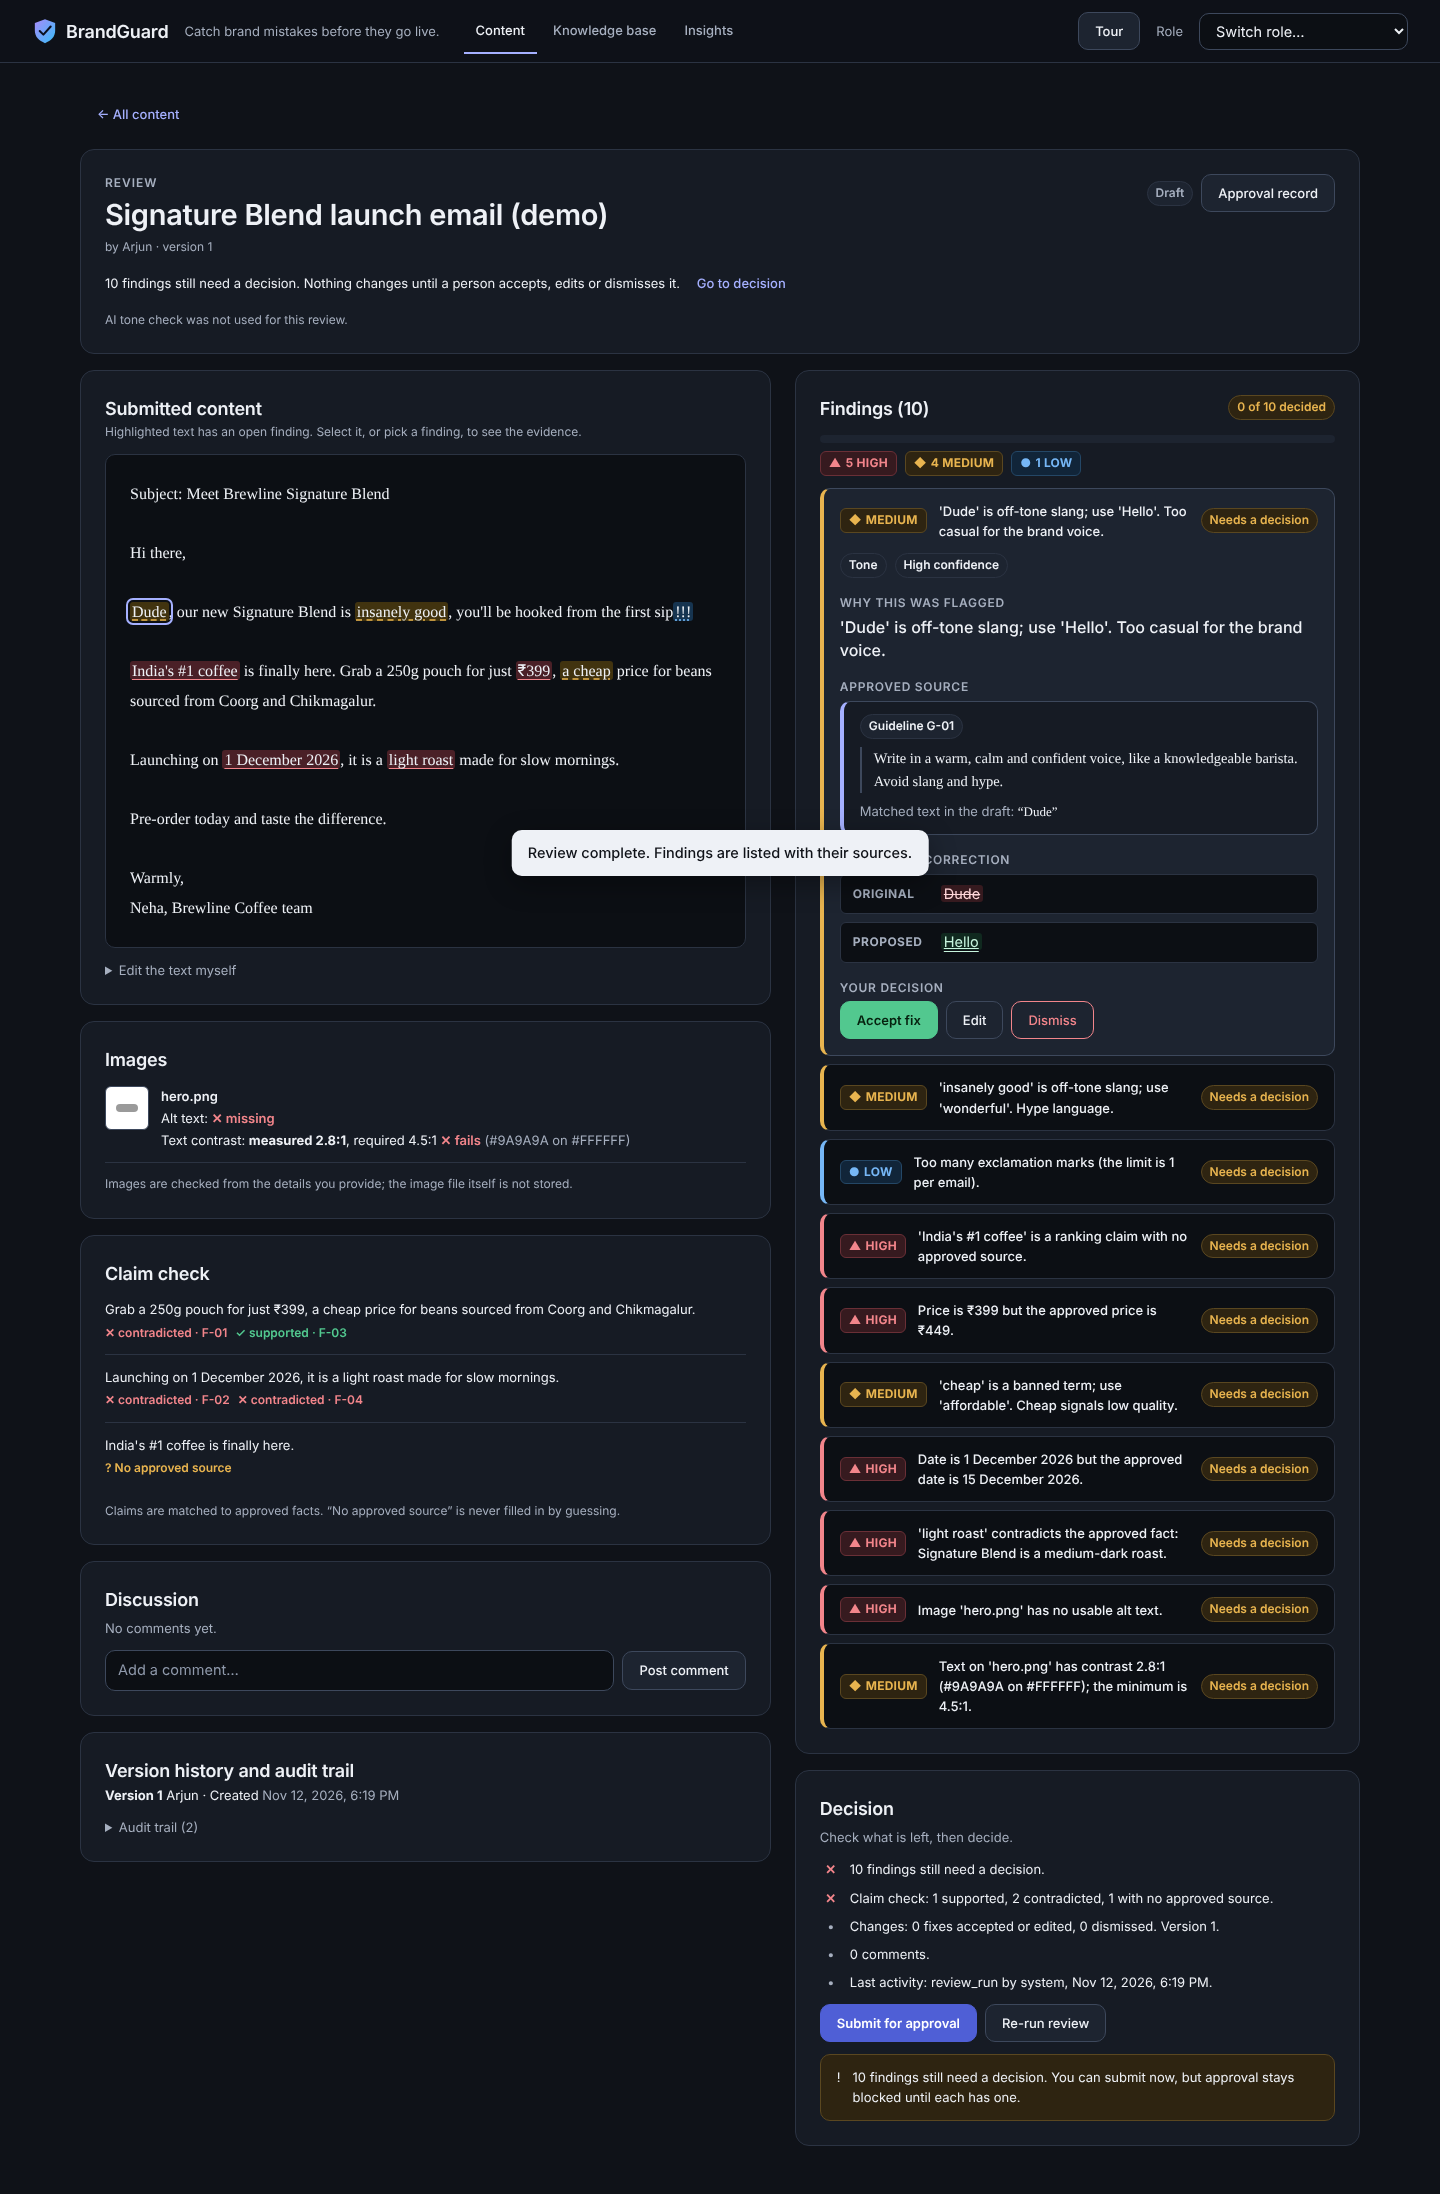 BrandGuard
Catch brand mistakes before they go live.
Content
Knowledge base
Insights
Tour
Role
Switch role...
← All content
REVIEW
Signature Blend launch email (demo)
by Arjun · version 1
Draft
Approval record
10 findings still need a decision. Nothing changes until a person accepts, edits or dismisses it. Go to decision
AI tone check was not used for this review.
Submitted content
Highlighted text has an open finding. Select it, or pick a finding, to see the evidence.
Subject: Meet Brewline Signature Blend
Hi there,
Dude, our new Signature Blend is insanely good, you'll be hooked from the first sip!!!
India's #1 coffee is finally here. Grab a 250g pouch for just ₹399, a cheap price for beans
sourced from Coorg and Chikmagalur.
Launching on 1 December 2026, it is a light roast made for slow mornings.
Pre-order today and taste the difference.
Warmly,
Neha, Brewline Coffee team
▶ Edit the text myself
Images
hero.png
Alt text: ✕ missing
Text contrast: measured 2.8:1, required 4.5:1 ✕ fails (#9A9A9A on #FFFFFF)
Images are checked from the details you provide; the image file itself is not stored.
Claim check
Grab a 250g pouch for just ₹399, a cheap price for beans sourced from Coorg and Chikmagalur.
✕ contradicted · F-01 ✓ supported · F-03
Launching on 1 December 2026, it is a light roast made for slow mornings.
✕ contradicted · F-02 ✕ contradicted · F-04
India's #1 coffee is finally here.
? No approved source
Claims are matched to approved facts. “No approved source” is never filled in by guessing.
Discussion
No comments yet.
Add a comment...
Post comment
Version history and audit trail
Version 1 Arjun · Created Nov 12, 2026, 6:19 PM
▶ Audit trail (2)
Findings (10)
0 of 10 decided
▲ 5 HIGH
◆ 4 MEDIUM
● 1 LOW
◆ MEDIUM
'Dude' is off-tone slang; use 'Hello'. Too
casual for the brand voice.
Needs a decision
Tone
High confidence
WHY THIS WAS FLAGGED
'Dude' is off-tone slang; use 'Hello'. Too casual for the brand
voice.
APPROVED SOURCE
Guideline G-01
Write in a warm, calm and confident voice, like a knowledgeable barista.
Avoid slang and hype.
Matched text in the draft: “Dude”
Review complete. Findings are listed with their sources.
CORRECTION
ORIGINAL
Dude
PROPOSED
Hello
YOUR DECISION
Accept fix
Edit
Dismiss
◆ MEDIUM
'insanely good' is off-tone slang; use
'wonderful'. Hype language.
Needs a decision
● LOW
Too many exclamation marks (the limit is 1
per email).
Needs a decision
▲ HIGH
'India's #1 coffee' is a ranking claim with no
approved source.
Needs a decision
▲ HIGH
Price is ₹399 but the approved price is
₹449.
Needs a decision
◆ MEDIUM
'cheap' is a banned term; use
'affordable'. Cheap signals low quality.
Needs a decision
▲ HIGH
Date is 1 December 2026 but the approved
date is 15 December 2026.
Needs a decision
▲ HIGH
'light roast' contradicts the approved fact:
Signature Blend is a medium-dark roast.
Needs a decision
▲ HIGH
Image 'hero.png' has no usable alt text.
Needs a decision
◆ MEDIUM
Text on 'hero.png' has contrast 2.8:1
(#9A9A9A on #FFFFFF); the minimum is
4.5:1.
Needs a decision
Decision
Check what is left, then decide.
✕ 10 findings still need a decision.
✕ Claim check: 1 supported, 2 contradicted, 1 with no approved source.
• Changes: 0 fixes accepted or edited, 0 dismissed. Version 1.
• 0 comments.
• Last activity: review_run by system, Nov 12, 2026, 6:19 PM.
Submit for approval
Re-run review
! 10 findings still need a decision. You can submit now, but approval stays
blocked until each has one.